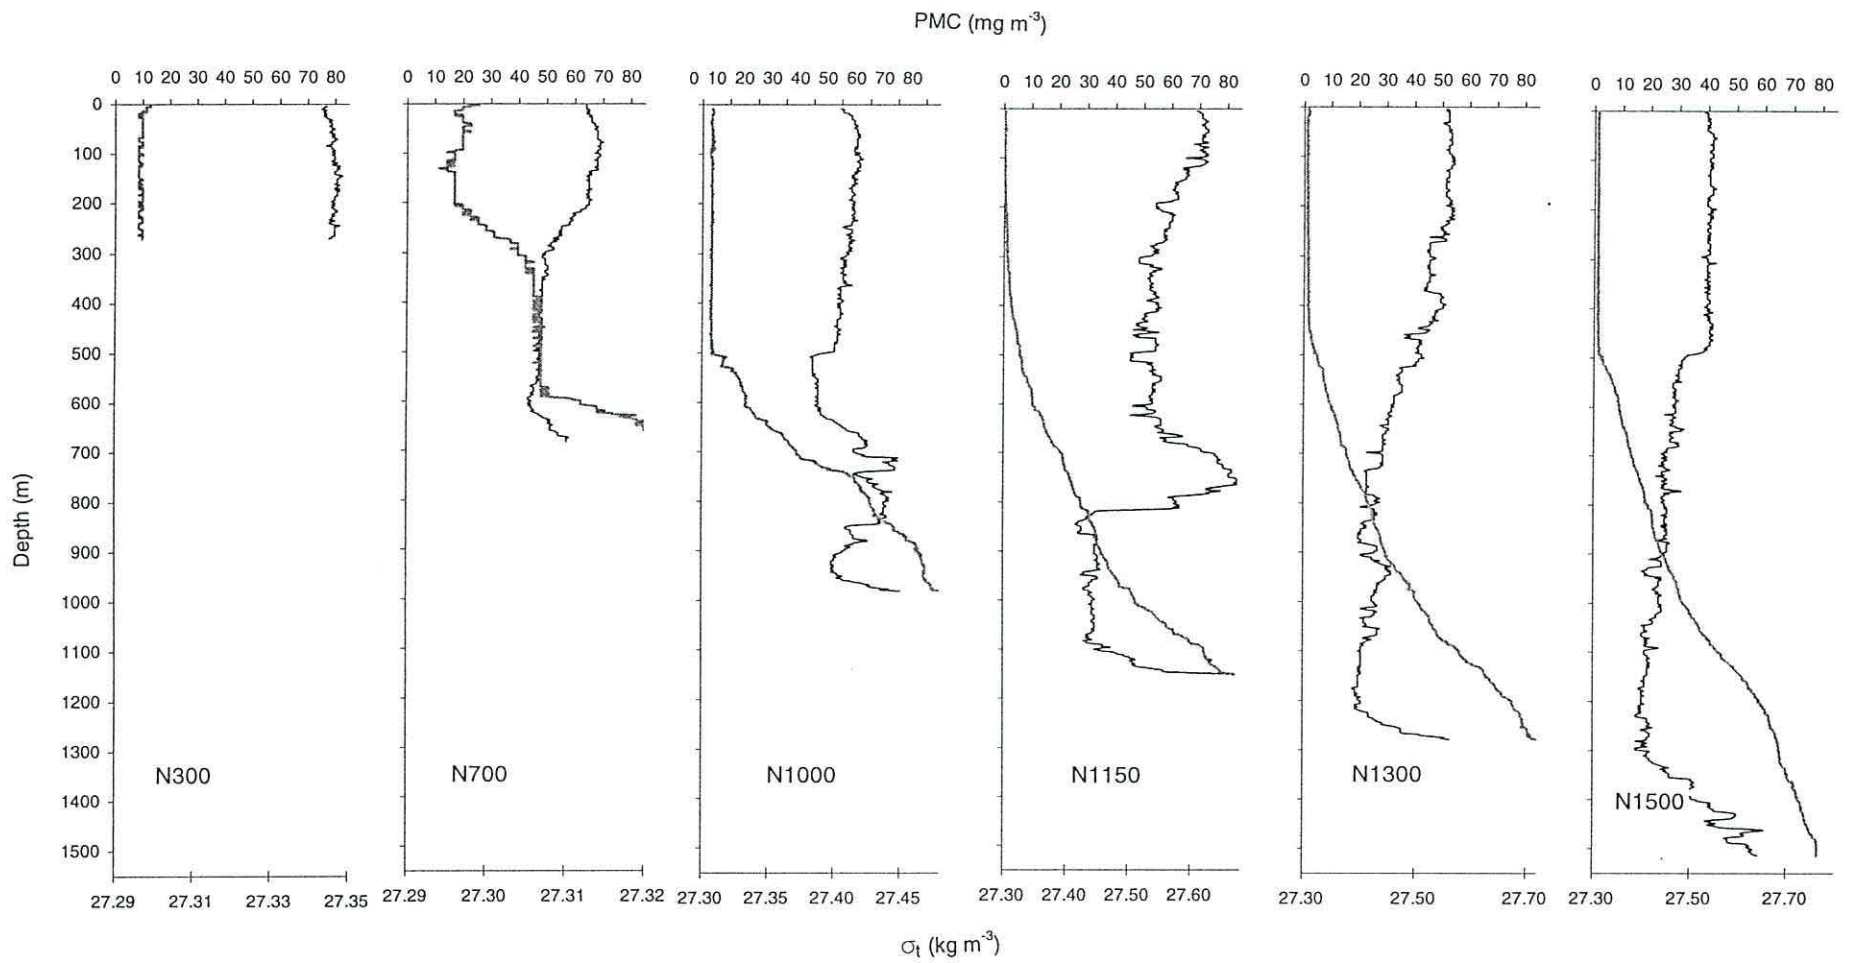 PMC (mg m⁻³)
0 10 20 30 40 50 60 70 80
0 10 20 30 40 50 60 70 80
0 10 20 30 40 50 60 70 80
0 10 20 30 40 50 60 70 80
0 10 20 30 40 50 60 70 80
0 10 20 30 40 50 60 70 80
Depth (m)
0
100
200
300
400
500
600
700
800
900
1000
1100
1200
1300
1400
1500
N300
N700
N1000
N1150
N1300
N1500
27.29 27.31 27.33 27.35
27.29 27.30 27.31 27.32
27.30 27.35 27.40 27.45
27.30 27.40 27.50 27.60
27.30 27.50 27.70
27.30 27.50 27.70
σt (kg m⁻³)